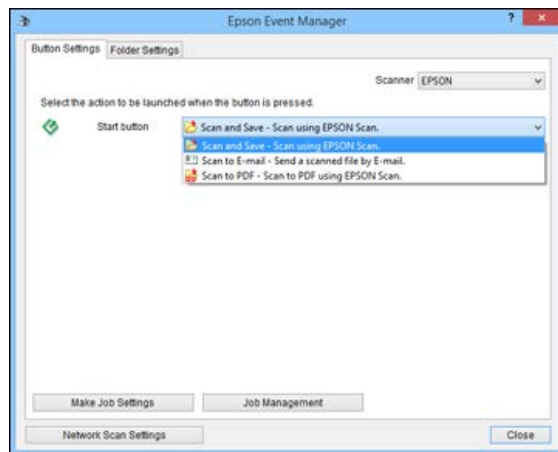 Epson Event Manager
?
Button Settings Folder Settings
Scanner EPSON
Select the action to be launched when the button is pressed.
Start button Scan and Save - Scan using EPSON Scan.
Scan and Save - Scan using EPSON Scan.
Scan to E-mail - Send a scanned file by E-mail.
Scan to PDF - Scan to PDF using EPSON Scan.
Make Job Settings Job Management
Network Scan Settings Close